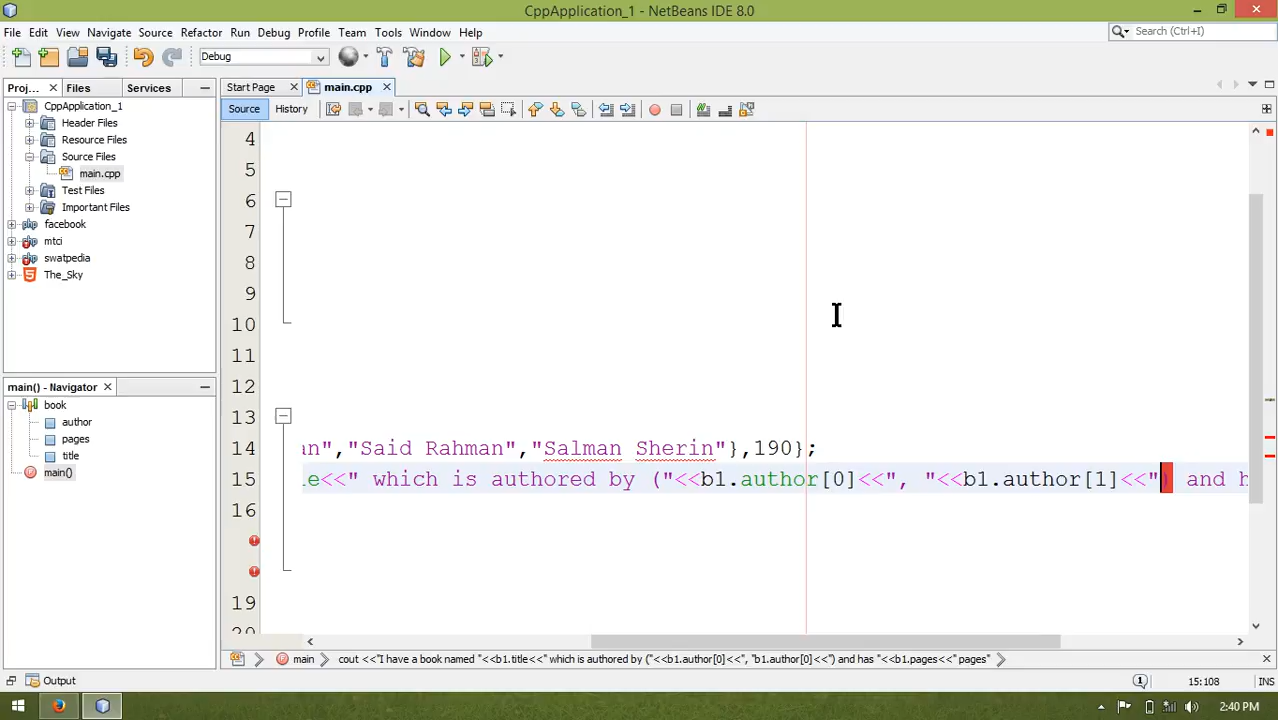 CppApplication_1 - NetBeans IDE 8.0
File Edit View Navigate Source Refactor Run Debug Profile Team Tools Window Help
Search (Ctrl+I)
Debug
Proj... Files Services
Start Page main.cpp
CppApplication_1
Source History
Header Files
Resource Files
Source Files
main.cpp
Test Files
Important Files
facebook
mtci
swatpedia
The_Sky
4
5
6
7
8
9
10
11
12
13
14 an","Said Rahman","Salman Sherin"},190};
15 le<<" which is authored by ("<<b1.author[0]<<", "<<b1.author[1]<<") and h
16
19
20
main() - Navigator
book
author
pages
title
main()
main cout <<"I have a book named "<<b1.title<<" which is authored by ("<<b1.author[0]<<", "b1.author[0]<<") and has "<<b1.pages<<" pages"
Output
1
15:108
INS
2:40 PM